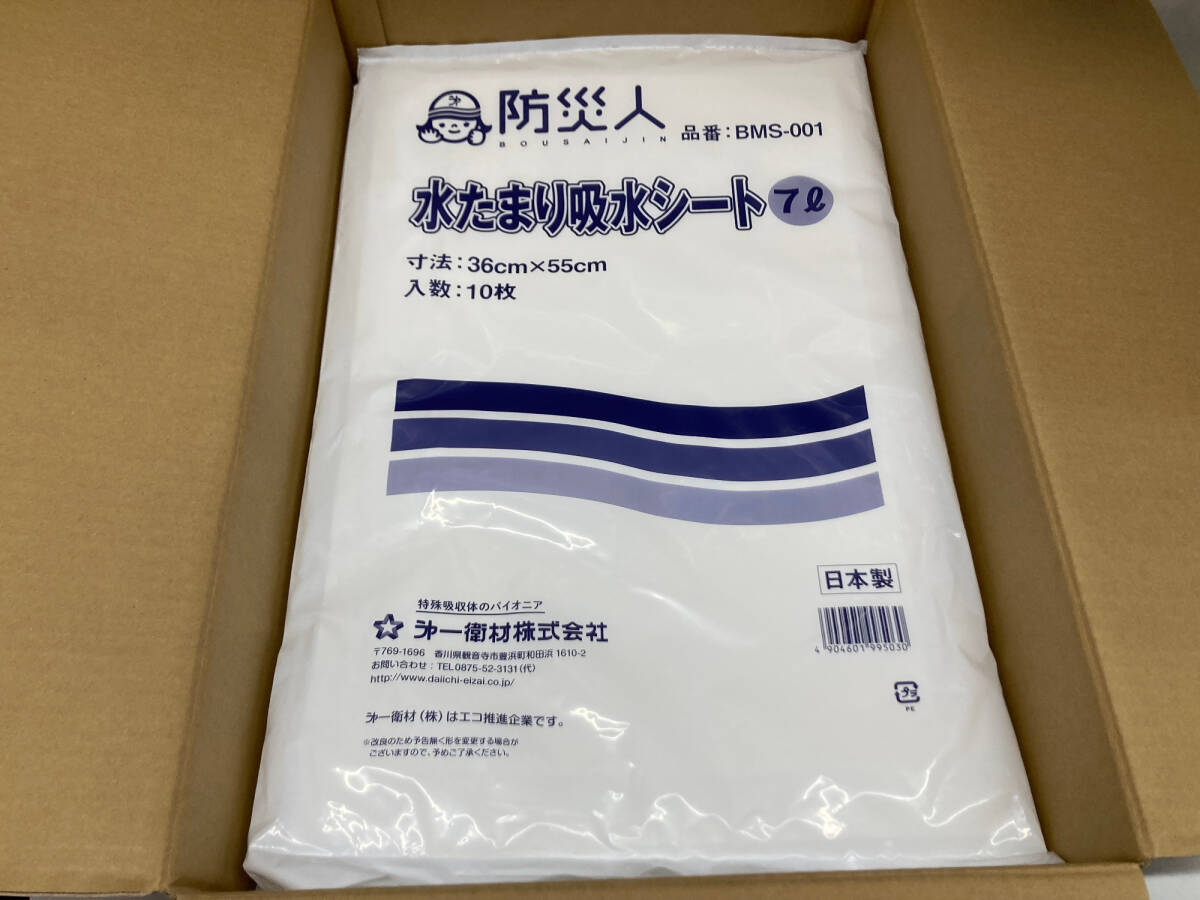 防災人
BOUSAIJIN
品番：BMS-001
水たまり吸水シート 7ℓ
寸法：36cm×55cm
入数：10枚
日本製
特殊吸収体のパイオニア
㐧一衛材株式会社
〒769-1696 香川県観音寺市豊浜町和田浜 1610-2
お問い合わせ：TEL0875-52-3131（代）
http://www.daiichi-eizai.co.jp/
4 904601 995030
プラ
PE
㐧一衛材（株）はエコ推進企業です。
※改良のため予告無く形を変更する場合が
ございますので、予めご了承ください。